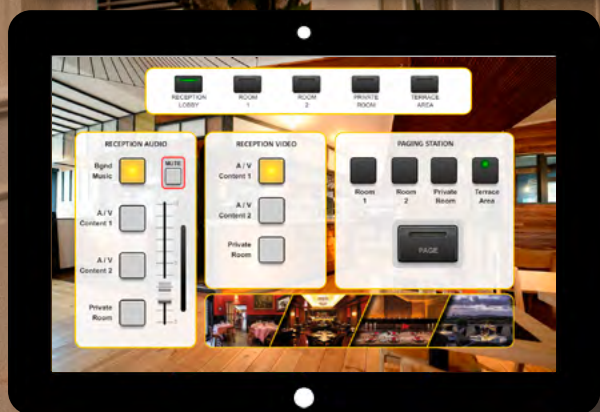 RECEPTION
LOBBY
ROOM
1
ROOM
2
PRIVATE
ROOM
TERRACE
AREA
RECEPTION AUDIO
Bgnd
Music
MUTE
A / V
Content 1
A / V
Content 2
Private
Room
RECEPTION VIDEO
A / V
Content 1
A / V
Content 2
Private
Room
PAGING STATION
Room
1
Room
2
Private
Room
Terrace
Area
PAGE